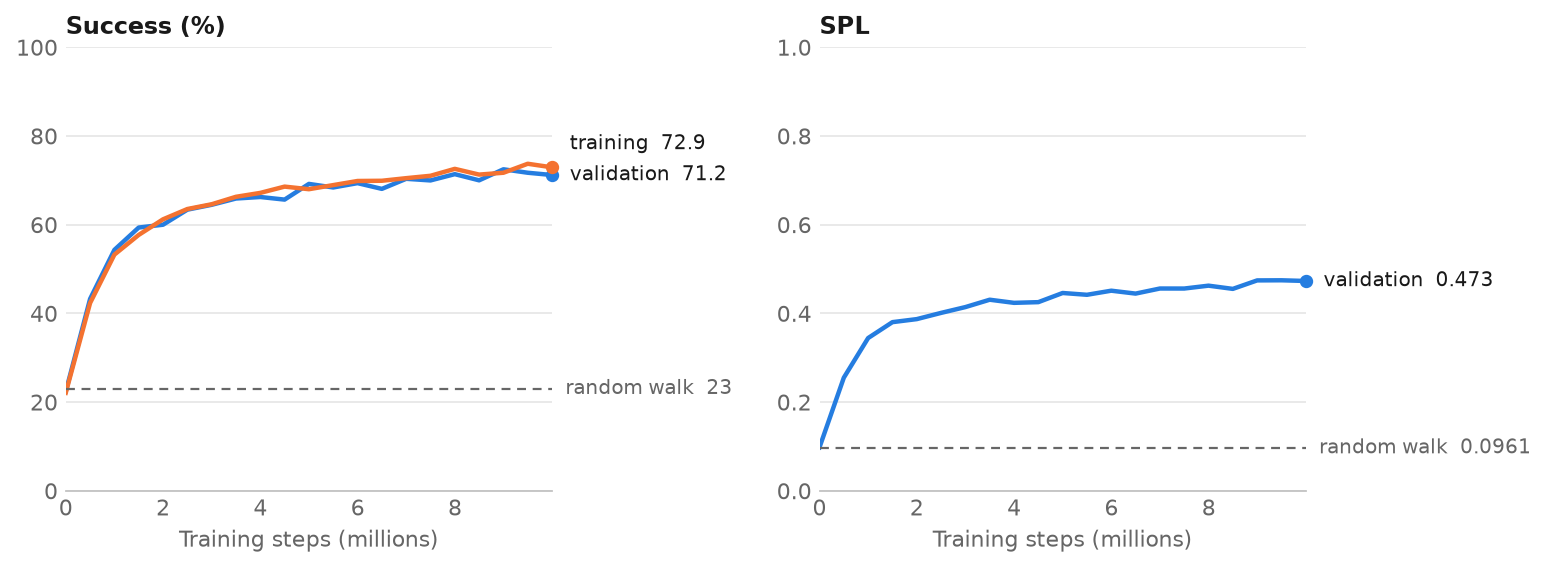 Success (%)
100
80
60
40
20
0
0 2 4 6 8
Training steps (millions)
training 72.9
validation 71.2
random walk 23
SPL
1.0
0.8
0.6
0.4
0.2
0.0
0 2 4 6 8
Training steps (millions)
validation 0.473
random walk 0.0961